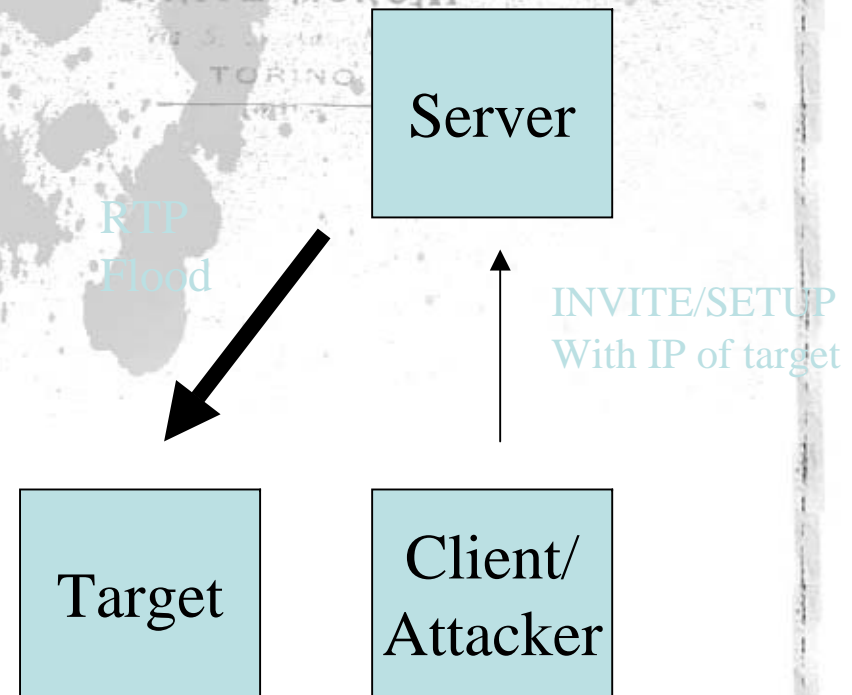 TORINO
Server
RTP
Flood
INVITE/SETUP
With IP of target
Target
Client/
Attacker